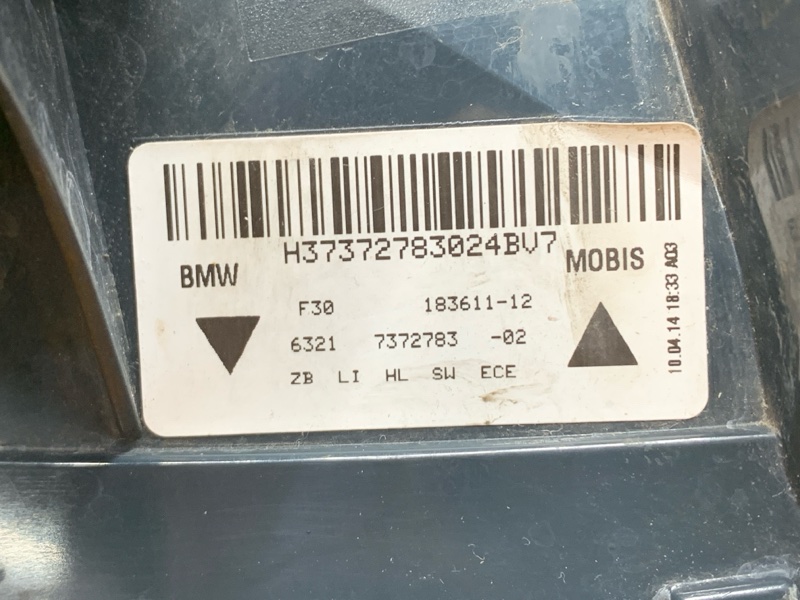 H37372783024BV7
BMW MOBIS
F30 183611-12
6321 7372783 -02
ZB LI HL SW ECE
10.04.14 18:33 A03